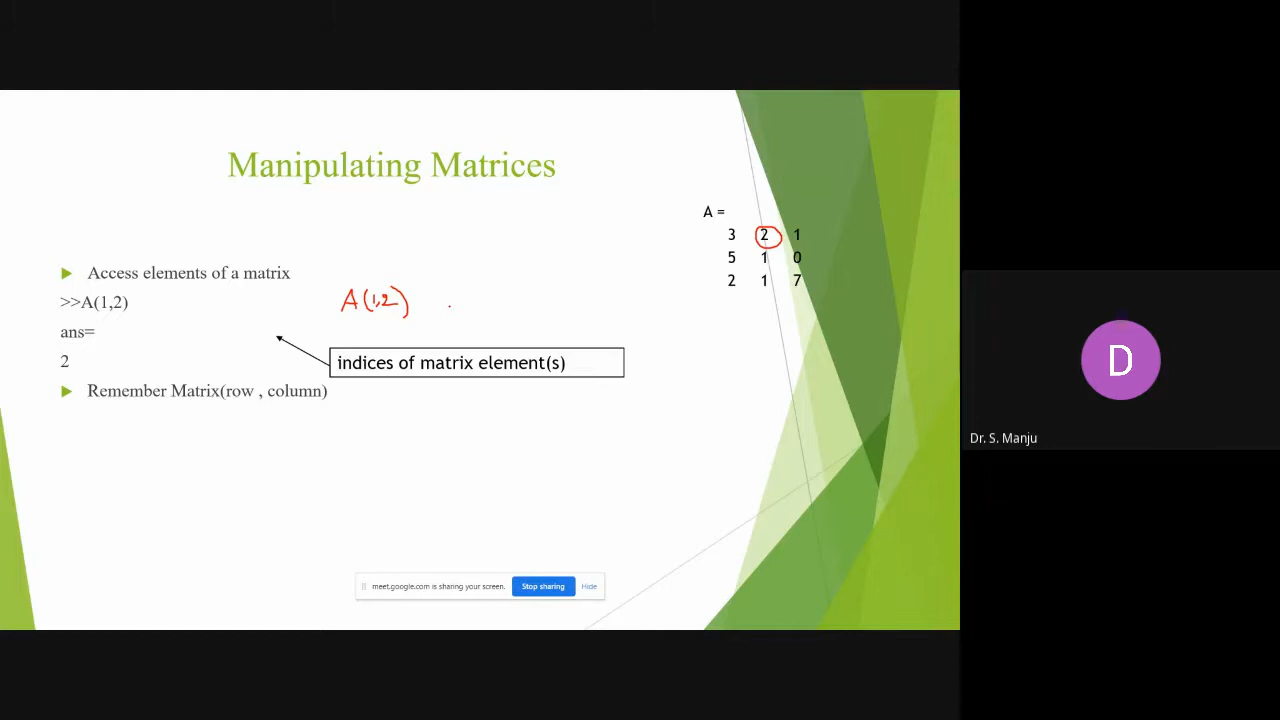 Manipulating Matrices
A =
3 2 1
5 1 0
2 1 7
Access elements of a matrix
>>A(1,2)
A(1,2)
ans=
indices of matrix element(s)
2
Remember Matrix(row , column)
meet.google.com is sharing your screen. Stop sharing Hide
D
Dr. S. Manju